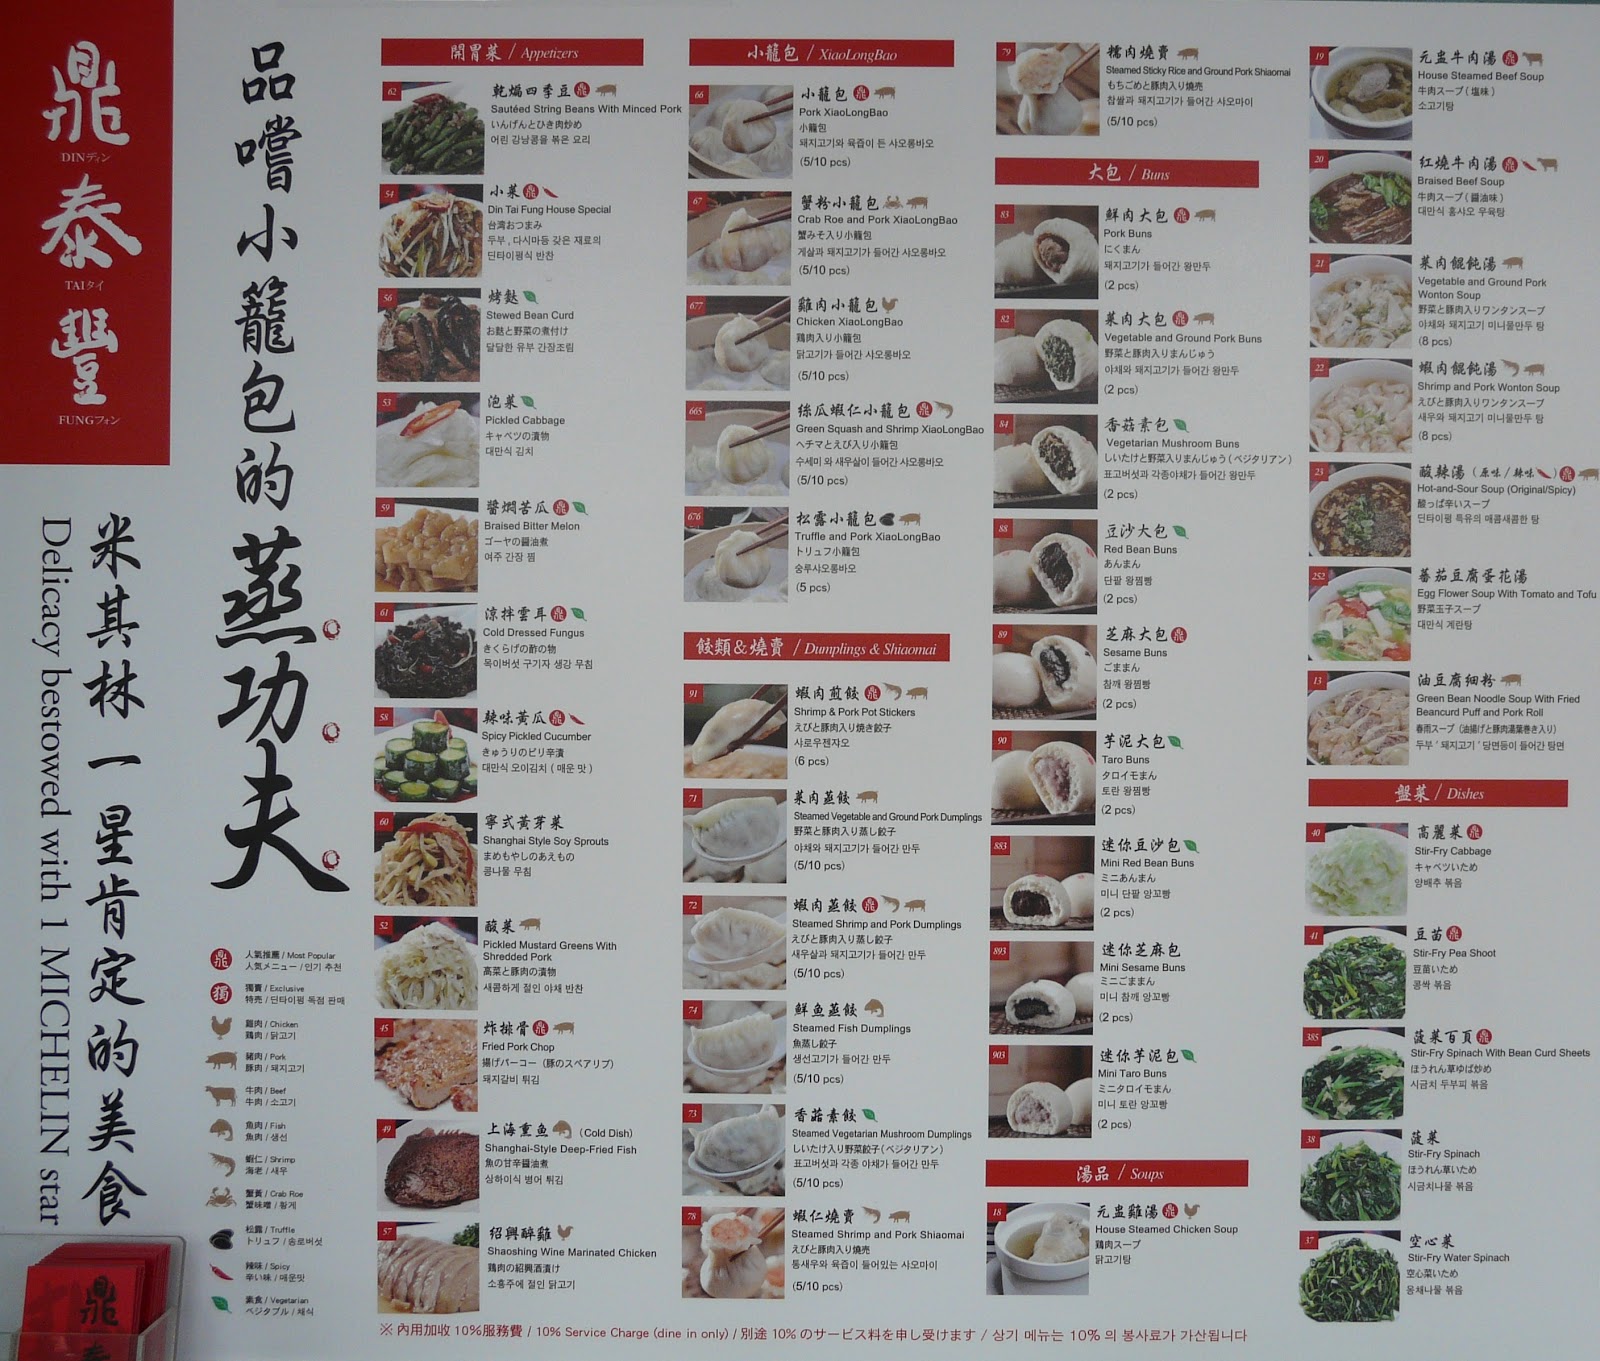 鼎
DINディン
泰
TAIタイ
豐
FUNGフォン
品嚐小籠包的蒸功夫
米其林一星肯定的美食
Delicacy bestowed with 1 MICHELIN star
人氣推薦 / Most Popular
人気メニュー / 인기 추천
獨賣 / Exclusive
特売 / 딘타이펑 독점 판매
雞肉 / Chicken
鶏肉 / 닭고기
豬肉 / Pork
豚肉 / 돼지고기
牛肉 / Beef
牛肉 / 소고기
魚肉 / Fish
魚肉 / 생선
蝦仁 / Shrimp
海老 / 새우
蟹黃 / Crab Roe
蟹味噌 / 황게
松露 / Truffle
トリュフ / 송로버섯
辣味 / Spicy
辛い味 / 매운맛
素食 / Vegetarian
ベジタブル / 채식
鼎
泰
開胃菜 / Appetizers
62
乾煸四季豆
Sautéed String Beans With Minced Pork
いんげんとひき肉炒め
어린 강낭콩을 볶은 요리
54
小菜
Din Tai Fung House Special
台湾おつまみ
두부 , 다시마등 갖은 재료의
딘타이펑식 반찬
56
烤麩
Stewed Bean Curd
お麩と野菜の煮付け
달달한 유부 간장조림
53
泡菜
Pickled Cabbage
キャベツの漬物
대만식 김치
59
醬燜苦瓜
Braised Bitter Melon
ゴーヤの醤油煮
여주 간장 찜
61
涼拌雲耳
Cold Dressed Fungus
きくらげの酢の物
목이버섯 구기자 생강 무침
58
辣味黃瓜
Spicy Pickled Cucumber
きゅうりのピリ辛漬
대만식 오이김치 ( 매운 맛 )
60
寧式黃芽菜
Shanghai Style Soy Sprouts
まめもやしのあえもの
콩나물 무침
52
酸菜
Pickled Mustard Greens With
Shredded Pork
高菜と豚肉の漬物
새콤하게 절인 야채 반찬
45
炸排骨
Fried Pork Chop
揚げパーコー（豚のスペアリブ）
돼지갈비 튀김
49
上海熏魚 (Cold Dish)
Shanghai-Style Deep-Fried Fish
魚の甘辛醤油煮
상하이식 병어 튀김
57
紹興醉雞
Shaoshing Wine Marinated Chicken
鶏肉の紹興酒漬け
소흥주에 절인 닭고기
小籠包 / XiaoLongBao
66
小籠包
Pork XiaoLongBao
小籠包
돼지고기와 육즙이 든 샤오롱바오
(5/10 pcs)
67
蟹粉小籠包
Crab Roe and Pork XiaoLongBao
蟹みそ入り小籠包
게살과 돼지고기가 들어간 샤오롱바오
(5/10 pcs)
677
雞肉小籠包
Chicken XiaoLongBao
鶏肉入り小籠包
닭고기가 들어간 샤오롱바오
(5/10 pcs)
665
絲瓜蝦仁小籠包
Green Squash and Shrimp XiaoLongBao
ヘチマとえび入り小籠包
수세미 와 새우살이 들어간 샤오롱바오
(5/10 pcs)
676
松露小籠包
Truffle and Pork XiaoLongBao
トリュフ小籠包
송루샤오롱바오
(5 pcs)
餃類&燒賣 / Dumplings & Shiaomai
91
蝦肉煎餃
Shrimp & Pork Pot Stickers
えびと豚肉入り焼き餃子
샤로우젠쟈오
(6 pcs)
71
菜肉蒸餃
Steamed Vegetable and Ground Pork Dumplings
野菜と豚肉入り蒸し餃子
야채와 돼지고기가 들어간 만두
(5/10 pcs)
72
蝦肉蒸餃
Steamed Shrimp and Pork Dumplings
えびと豚肉入り蒸し餃子
새우살과 돼지고기가 들어간 만두
(5/10 pcs)
74
鮮魚蒸餃
Steamed Fish Dumplings
魚蒸し餃子
생선고기가 들어간 만두
(5/10 pcs)
73
香菇素餃
Steamed Vegetarian Mushroom Dumplings
しいたけ入り野菜餃子(ベジタリアン)
표고버섯과 각종 야채가 들어간 만두
(5/10 pcs)
78
蝦仁燒賣
Steamed Shrimp and Pork Shiaomai
えびと豚肉入り焼売
통새우와 육즙이 들어있는 샤오마이
(5/10 pcs)
79
糯肉燒賣
Steamed Sticky Rice and Ground Pork Shiaomai
もちごめと豚肉入り焼売
찹쌀과 돼지고기가 들어간 샤오마이
(5/10 pcs)
大包 / Buns
83
鮮肉大包
Pork Buns
にくまん
돼지고기가 들어간 왕만두
(2 pcs)
82
菜肉大包
Vegetable and Ground Pork Buns
野菜と豚肉入りまんじゅう
야채와 돼지고기가 들어간 왕만두
(2 pcs)
84
香菇素包
Vegetarian Mushroom Buns
しいたけと野菜入りまんじゅう(ベジタリアン)
표고버섯과 각종야채가 들어간 왕만두
(2 pcs)
88
豆沙大包
Red Bean Buns
あんまん
단팥 왕찜빵
(2 pcs)
89
芝麻大包
Sesame Buns
ごままん
참깨 왕찜빵
(2 pcs)
90
芋泥大包
Taro Buns
タロイモまん
토란 왕찜빵
(2 pcs)
883
迷你豆沙包
Mini Red Bean Buns
ミニあんまん
미니 단팥 앙꼬빵
(2 pcs)
893
迷你芝麻包
Mini Sesame Buns
ミニごままん
미니 참깨 앙꼬빵
(2 pcs)
903
迷你芋泥包
Mini Taro Buns
ミニタロイモまん
미니 토란 앙꼬빵
(2 pcs)
湯品 / Soups
18
元盅雞湯
House Steamed Chicken Soup
鶏肉スープ
닭고기탕
19
元盅牛肉湯
House Steamed Beef Soup
牛肉スープ ( 塩味 )
소고기탕
20
紅燒牛肉湯
Braised Beef Soup
牛肉スープ ( 醤油味 )
대만식 홍샤오 우육탕
21
菜肉餛飩湯
Vegetable and Ground Pork
Wonton Soup
野菜と豚肉入りワンタンスープ
야채와 돼지고기 미니물만두 탕
(8 pcs)
22
蝦肉餛飩湯
Shrimp and Pork Wonton Soup
えびと豚肉入りワンタンスープ
새우와 돼지고기 미니물만두 탕
(8 pcs)
23
酸辣湯 ( 原味 / 辣味 )
Hot-and-Sour Soup (Original/Spicy)
酸っぱ辛いスープ
딘타이펑 특유의 매콤새콤한 탕
252
蕃茄豆腐蛋花湯
Egg Flower Soup With Tomato and Tofu
野菜玉子スープ
대만식 계란탕
13
油豆腐細粉
Green Bean Noodle Soup With Fried
Beancurd Puff and Pork Roll
春雨スープ（油揚げと豚肉湯葉巻き入り）
두부 ' 돼지고기 ' 당면등이 들어간 탕면
盤菜 / Dishes
40
高麗菜
Stir-Fry Cabbage
キャベツいため
양배추 볶음
41
豆苗
Stir-Fry Pea Shoot
豆苗いため
콩싹 볶음
385
菠菜百頁
Stir-Fry Spinach With Bean Curd Sheets
ほうれん草ゆば炒め
시금치 두부피 볶음
38
菠菜
Stir-Fry Spinach
ほうれん草いため
시금치나물 볶음
37
空心菜
Stir-Fry Water Spinach
空心菜いため
옹채나물 볶음
※ 內用加收 10%服務費 / 10% Service Charge (dine in only) / 別途 10% のサービス料を申し受けます / 상기 메뉴는 10% 의 봉사료가 가산됩니다